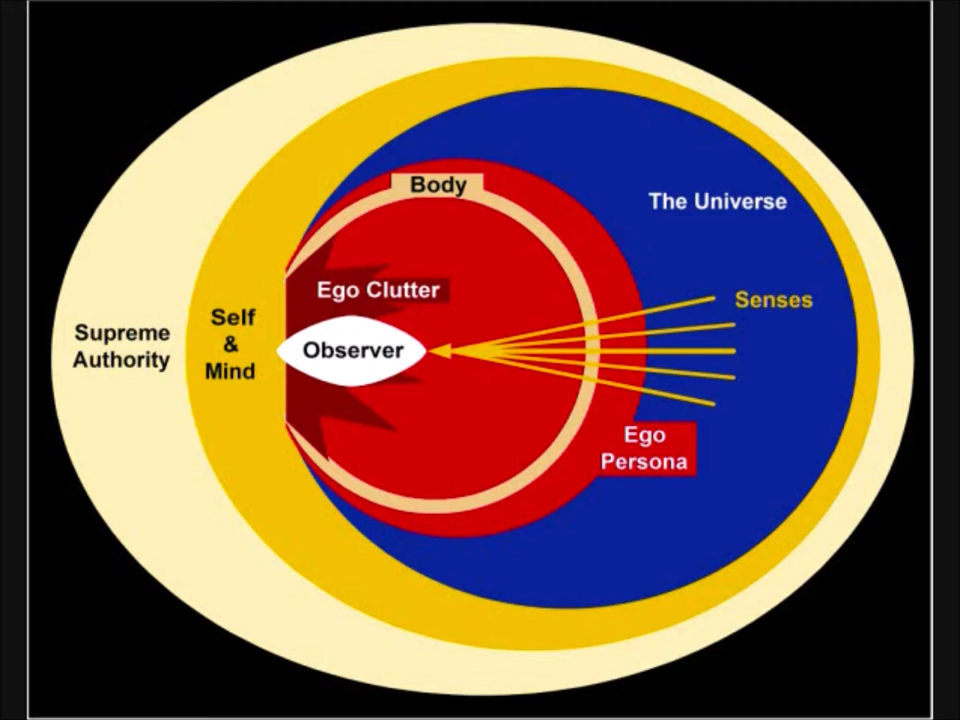 Body
The Universe
Ego Clutter
Senses
Supreme
Authority
Self
&
Mind
Observer
Ego
Persona